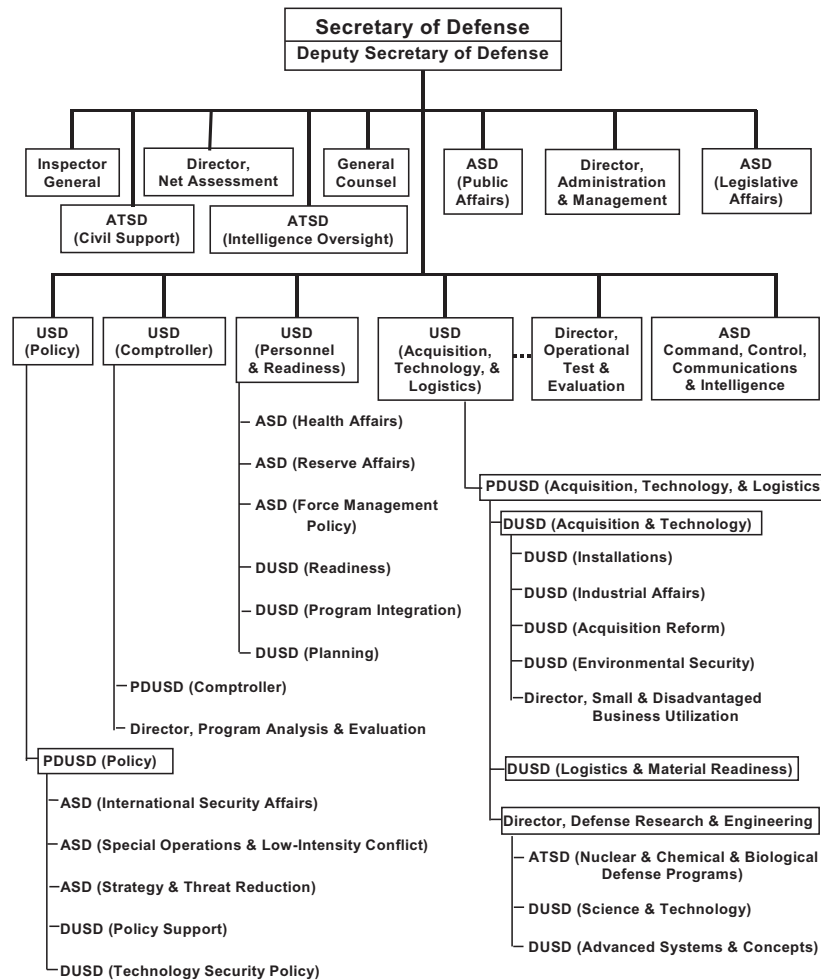 Secretary of Defense
Deputy Secretary of Defense
Inspector
General
Director,
Net Assessment
General
Counsel
ASD
(Public
Affairs)
Director,
Administration
& Management
ASD
(Legislative
Affairs)
ATSD
(Civil Support)
ATSD
(Intelligence Oversight)
USD
(Policy)
USD
(Comptroller)
USD
(Personnel
& Readiness)
USD
(Acquisition,
Technology, &
Logistics)
Director,
Operational
Test &
Evaluation
ASD
Command, Control,
Communications
& Intelligence
ASD (Health Affairs)
ASD (Reserve Affairs)
ASD (Force Management
Policy)
DUSD (Readiness)
DUSD (Program Integration)
DUSD (Planning)
PDUSD (Comptroller)
Director, Program Analysis & Evaluation
PDUSD (Policy)
ASD (International Security Affairs)
ASD (Special Operations & Low-Intensity Conflict)
ASD (Strategy & Threat Reduction)
DUSD (Policy Support)
DUSD (Technology Security Policy)
PDUSD (Acquisition, Technology, & Logistics
DUSD (Acquisition & Technology)
DUSD (Installations)
DUSD (Industrial Affairs)
DUSD (Acquisition Reform)
DUSD (Environmental Security)
Director, Small & Disadvantaged
Business Utilization
DUSD (Logistics & Material Readiness)
Director, Defense Research & Engineering
ATSD (Nuclear & Chemical & Biological
Defense Programs)
DUSD (Science & Technology)
DUSD (Advanced Systems & Concepts)